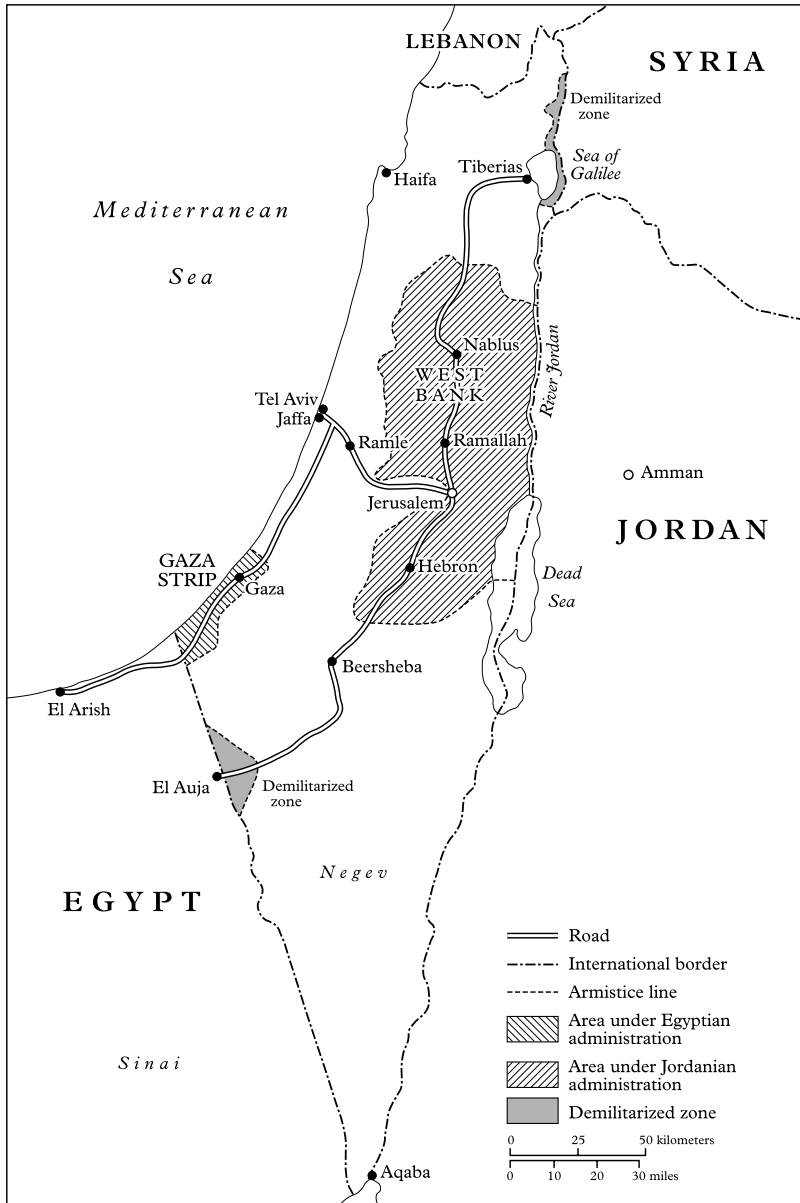 LEBANON
SYRIA
Demilitarized
zone
Sea of
Galilee
Tiberias
Haifa
Mediterranean
Sea
River Jordan
Nablus
WEST
BANK
Tel Aviv
Jaffa
Ramle
Ramallah
Amman
Jerusalem
JORDAN
GAZA
STRIP
Gaza
Hebron
Dead
Sea
Beersheba
El Arish
El Auja
Demilitarized
zone
Negev
EGYPT
Sinai
Aqaba
Road
International border
Armistice line
Area under Egyptian
administration
Area under Jordanian
administration
Demilitarized zone
0 25 50 kilometers
0 10 20 30 miles